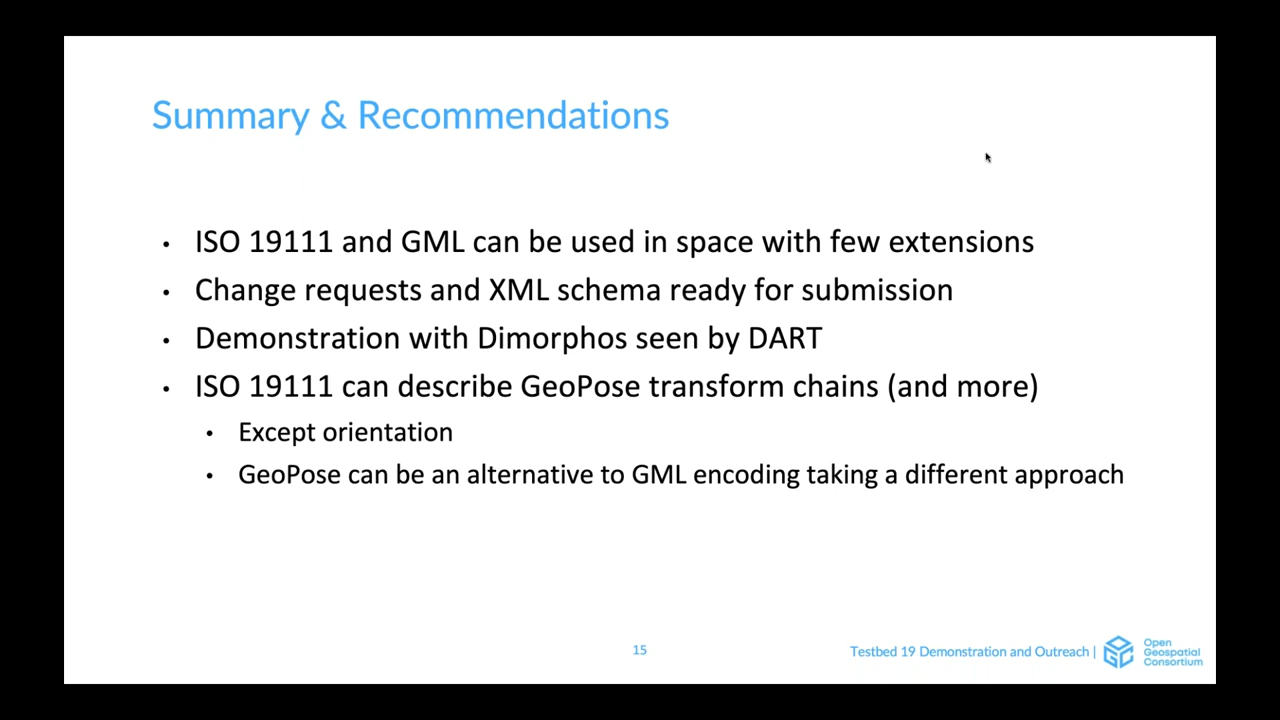 Summary & Recommendations
• ISO 19111 and GML can be used in space with few extensions
• Change requests and XML schema ready for submission
• Demonstration with Dimorphos seen by DART
• ISO 19111 can describe GeoPose transform chains (and more)
• Except orientation
• GeoPose can be an alternative to GML encoding taking a different approach
15
Testbed 19 Demonstration and Outreach |
Open
Geospatial
Consortium